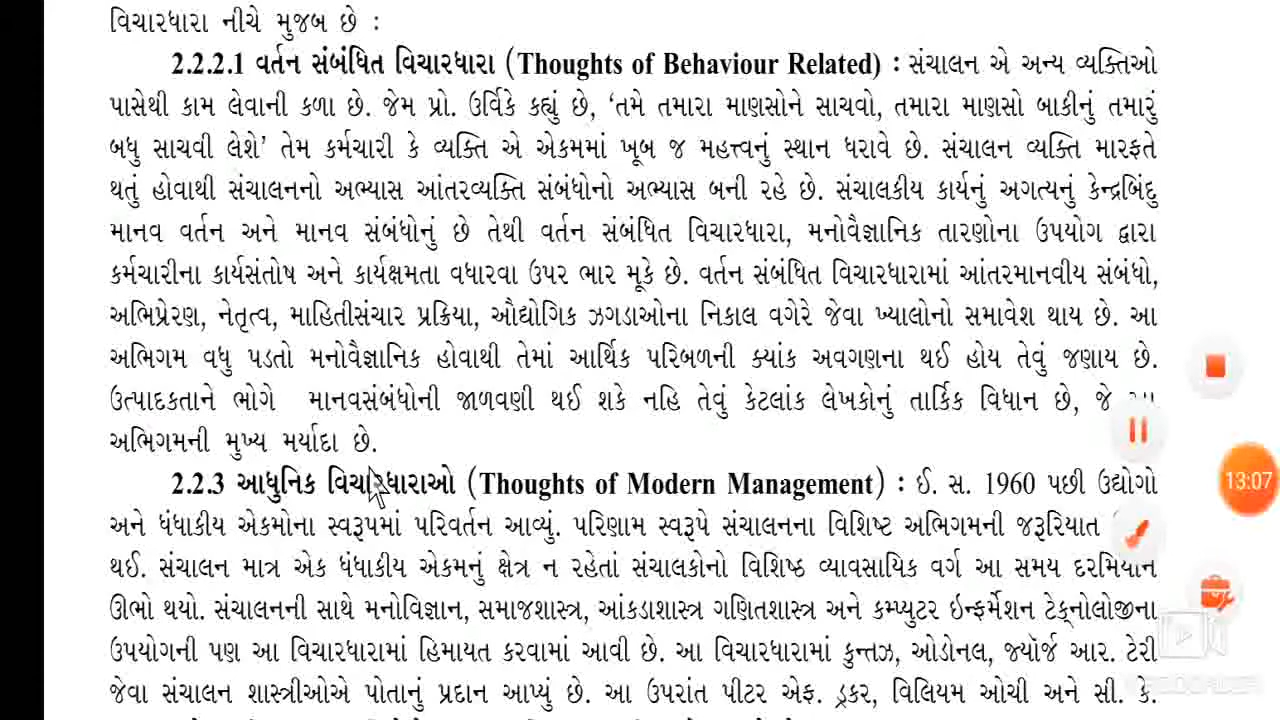 વિચારધારા નીચે મુજબ છે :
2.2.2.1 વર્તન સંબંધિત વિચારધારા (Thoughts of Behaviour Related) : સંચાલન એ અન્ય વ્યક્તિઓ
પાસેથી કામ લેવાની કળા છે. જેમ પ્રો. ઉર્વિકે કહ્યું છે, ‘તમે તમારા માણસોને સાચવો, તમારા માણસો બાકીનું તમારું
બધુ સાચવી લેશે’ તેમ કર્મચારી કે વ્યક્તિ એ એકમમાં ખૂબ જ મહત્ત્વનું સ્થાન ધરાવે છે. સંચાલન વ્યક્તિ મારફતે
થતું હોવાથી સંચાલનનો અભ્યાસ આંતરવ્યક્તિ સંબંધોનો અભ્યાસ બની રહે છે. સંચાલકીય કાર્યનું અગત્યનું કેન્દ્રબિંદુ
માનવ વર્તન અને માનવ સંબંધોનું છે તેથી વર્તન સંબંધિત વિચારધારા, મનોવૈજ્ઞાનિક તારણોના ઉપયોગ દ્વારા
કર્મચારીના કાર્યસંતોષ અને કાર્યક્ષમતા વધારવા ઉપર ભાર મૂકે છે. વર્તન સંબંધિત વિચારધારામાં આંતરમાનવીય સંબંધો,
અભિપ્રેરણ, નેતૃત્વ, માહિતીસંચાર પ્રક્રિયા, ઔદ્યોગિક ઝગડાઓના નિકાલ વગેરે જેવા ખ્યાલોનો સમાવેશ થાય છે. આ
અભિગમ વધુ પડતો મનોવૈજ્ઞાનિક હોવાથી તેમાં આર્થિક પરિબળની ક્યાંક અવગણના થઈ હોય તેવું જણાય છે.
ઉત્પાદકતાને ભોગે માનવસંબંધોની જાળવણી થઈ શકે નહિ તેવું કેટલાંક લેખકોનું તાર્કિક વિધાન છે, જે
અભિગમની મુખ્ય મર્યાદા છે.
2.2.3 આધુનિક વિચારધારાઓ (Thoughts of Modern Management) : ઈ. સ. 1960 પછી ઉદ્યોગો
13:07
અને ધંધાકીય એકમોના સ્વરૂપમાં પરિવર્તન આવ્યું. પરિણામ સ્વરૂપે સંચાલનના વિશિષ્ટ અભિગમની જરૂરિયાત
થઈ. સંચાલન માત્ર એક ધંધાકીય એકમનું ક્ષેત્ર ન રહેતાં સંચાલકોનો વિશિષ્ઠ વ્યાવસાયિક વર્ગ આ સમય દરમિયાન
ઊભો થયો. સંચાલનની સાથે મનોવિજ્ઞાન, સમાજશાસ્ત્ર, આંકડાશાસ્ત્ર ગણિતશાસ્ત્ર અને કમ્પ્યુટર ઇન્ફર્મેશન ટેક્નોલોજીના
ઉપયોગની પણ આ વિચારધારામાં હિમાયત કરવામાં આવી છે. આ વિચારધારામાં કુન્તઝ, ઓડોનલ, જ્યૉર્જ આર. ટેરી
જેવા સંચાલન શાસ્ત્રીઓએ પોતાનું પ્રદાન આપ્યું છે. આ ઉપરાંત પીટર એફ. ડ્રકર, વિલિયમ ઓચી અને સી. કે.